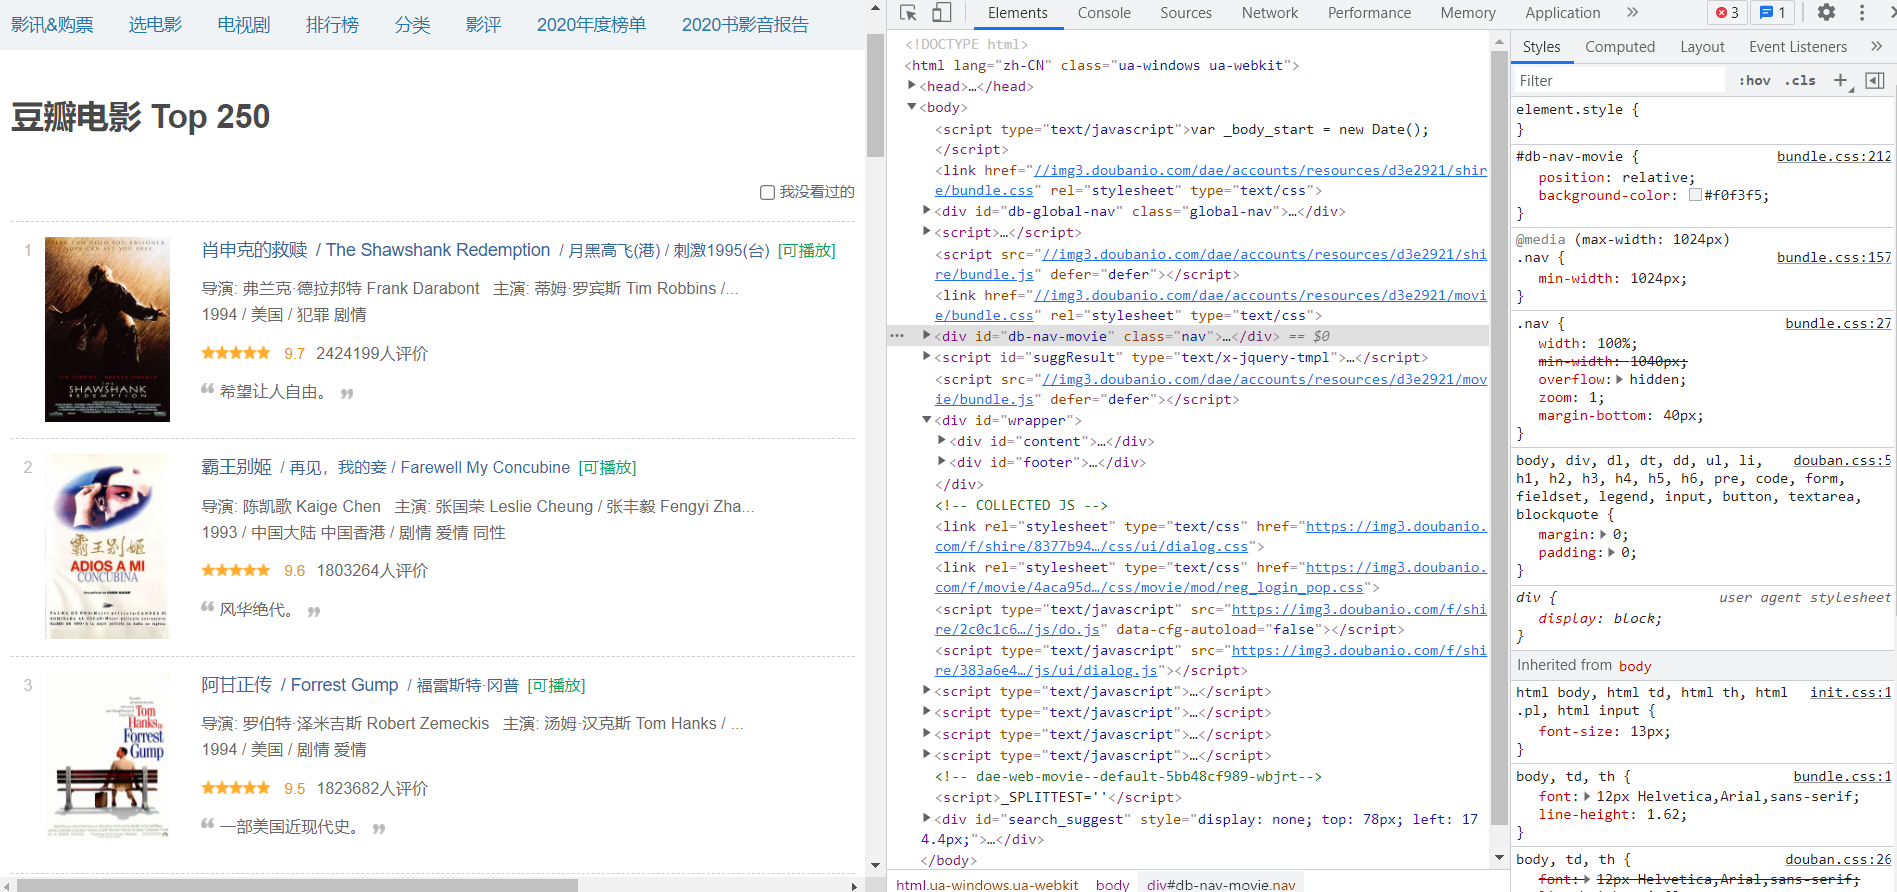 影讯&购票 选电影 电视剧 排行榜 分类 影评 2020年度榜单 2020书影音报告
豆瓣电影 Top 250
我没看过的
1
肖申克的救赎 / The Shawshank Redemption / 月黑高飞(港) / 刺激1995(台) [可播放]
导演: 弗兰克·德拉邦特 Frank Darabont 主演: 蒂姆·罗宾斯 Tim Robbins /...
1994 / 美国 / 犯罪 剧情
9.7 2424199人评价
希望让人自由。
THE
SHAWSHANK
REDEMPTION
2
霸王别姬 / 再见，我的妾 / Farewell My Concubine [可播放]
导演: 陈凯歌 Kaige Chen 主演: 张国荣 Leslie Cheung / 张丰毅 Fengyi Zha...
1993 / 中国大陆 中国香港 / 剧情 爱情 同性
9.6 1803264人评价
风华绝代。
霸王别姬
ADIOS A MI
CONCUBINA
3
阿甘正传 / Forrest Gump / 福雷斯特·冈普 [可播放]
导演: 罗伯特·泽米吉斯 Robert Zemeckis 主演: 汤姆·汉克斯 Tom Hanks / ...
1994 / 美国 / 剧情 爱情
9.5 1823682人评价
一部美国近现代史。
Tom
Hanks is
Forrest
Gump
Elements Console Sources Network Performance Memory Application » 3 1
<!DOCTYPE html>
<html lang="zh-CN" class="ua-windows ua-webkit">
<head>…</head>
<body>
<script type="text/javascript">var _body_start = new Date();
</script>
<link href="//img3.doubanio.com/dae/accounts/resources/d3e2921/shir
e/bundle.css" rel="stylesheet" type="text/css">
<div id="db-global-nav" class="global-nav">…</div>
<script>…</script>
<script src="//img3.doubanio.com/dae/accounts/resources/d3e2921/shi
re/bundle.js" defer="defer"></script>
<link href="//img3.doubanio.com/dae/accounts/resources/d3e2921/movi
e/bundle.css" rel="stylesheet" type="text/css">
… <div id="db-nav-movie" class="nav">…</div> == $0
<script id="suggResult" type="text/x-jquery-tmpl">…</script>
<script src="//img3.doubanio.com/dae/accounts/resources/d3e2921/mov
ie/bundle.js" defer="defer"></script>
<div id="wrapper">
<div id="content">…</div>
<div id="footer">…</div>
</div>
<!-- COLLECTED JS -->
<link rel="stylesheet" type="text/css" href="https://img3.doubanio.
com/f/shire/8377b94…/css/ui/dialog.css">
<link rel="stylesheet" type="text/css" href="https://img3.doubanio.
com/f/movie/4aca95d…/css/movie/mod/reg_login_pop.css">
<script type="text/javascript" src="https://img3.doubanio.com/f/shi
re/2c0c1c6…/js/do.js" data-cfg-autoload="false"></script>
<script type="text/javascript" src="https://img3.doubanio.com/f/shi
re/383a6e4…/js/ui/dialog.js"></script>
<script type="text/javascript">…</script>
<script type="text/javascript">…</script>
<script type="text/javascript">…</script>
<script type="text/javascript">…</script>
<!-- dae-web-movie--default-5bb48cf989-wbjrt-->
<script>_SPLITTEST=''</script>
<div id="search_suggest" style="display: none; top: 78px; left: 17
4.4px;">…</div>
</body>
html.ua-windows.ua-webkit body div#db-nav-movie.nav
Styles Computed Layout Event Listeners »
Filter :hov .cls +
element.style {
}
#db-nav-movie { bundle.css:212
position: relative;
background-color: #f0f3f5;
}
@media (max-width: 1024px)
.nav { bundle.css:157
min-width: 1024px;
}
.nav { bundle.css:27
width: 100%;
min-width: 1040px;
overflow: hidden;
zoom: 1;
margin-bottom: 40px;
}
body, div, dl, dt, dd, ul, li, douban.css:5
h1, h2, h3, h4, h5, h6, pre, code, form,
fieldset, legend, input, button, textarea,
blockquote {
margin: 0;
padding: 0;
}
div { user agent stylesheet
display: block;
}
Inherited from body
html body, html td, html th, html init.css:1
.pl, html input {
font-size: 13px;
}
body, td, th { bundle.css:1
font: 12px Helvetica,Arial,sans-serif;
line-height: 1.62;
}
body, td, th { douban.css:26
font: 12px Helvetica,Arial,sans-serif;